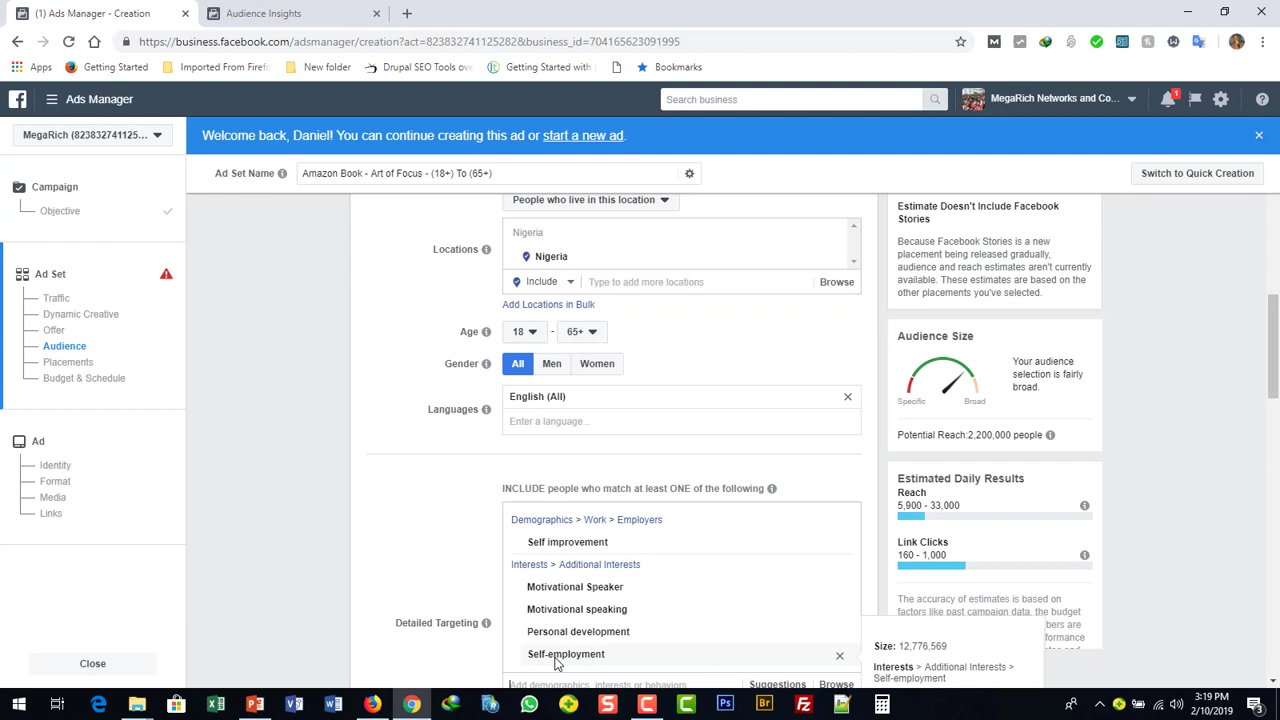 (1) Ads Manager - Creation
Audience Insights
https://business.facebook.com/adsmanager/creation?act=823832741125282&business_id=704165623091995
Apps
Getting Started
Imported From Firef
New folder
Drupal SEO Tools ov
Getting Started with
Bookmarks
Ads Manager
Search business
MegaRich Networks and Co...
1
MegaRich (823832741125...
Welcome back, Daniel! You can continue creating this ad or start a new ad.
Ad Set Name
Amazon Book - Art of Focus - (18+) To (65+)
Switch to Quick Creation
Campaign
Objective
Ad Set
Traffic
Dynamic Creative
Offer
Audience
Placements
Budget & Schedule
Ad
Identity
Format
Media
Links
Close
People who live in this location
Locations
Nigeria
Nigeria
Include
Type to add more locations
Browse
Add Locations in Bulk
Age
18 - 65+
Gender
All Men Women
Languages
English (All)
Enter a language...
INCLUDE people who match at least ONE of the following
Detailed Targeting
Demographics > Work > Employers
Self improvement
Interests > Additional Interests
Motivational Speaker
Motivational speaking
Personal development
Self-employment
Add demographics, interests or behaviors
Suggestions
Browse
Estimate Doesn't Include Facebook
Stories
Because Facebook Stories is a new
placement being released gradually,
audience and reach estimates aren't currently
available. These estimates are based on the
other placements you've selected.
Audience Size
Specific
Broad
Your audience
selection is fairly
broad.
Potential Reach:2,200,000 people
Estimated Daily Results
Reach
5,900 - 33,000
Link Clicks
160 - 1,000
The accuracy of estimates is based on
factors like past campaign data, the budget
Size: 12,776,569
Interests > Additional Interests >
Self-employment
3:19 PM
2/10/2019